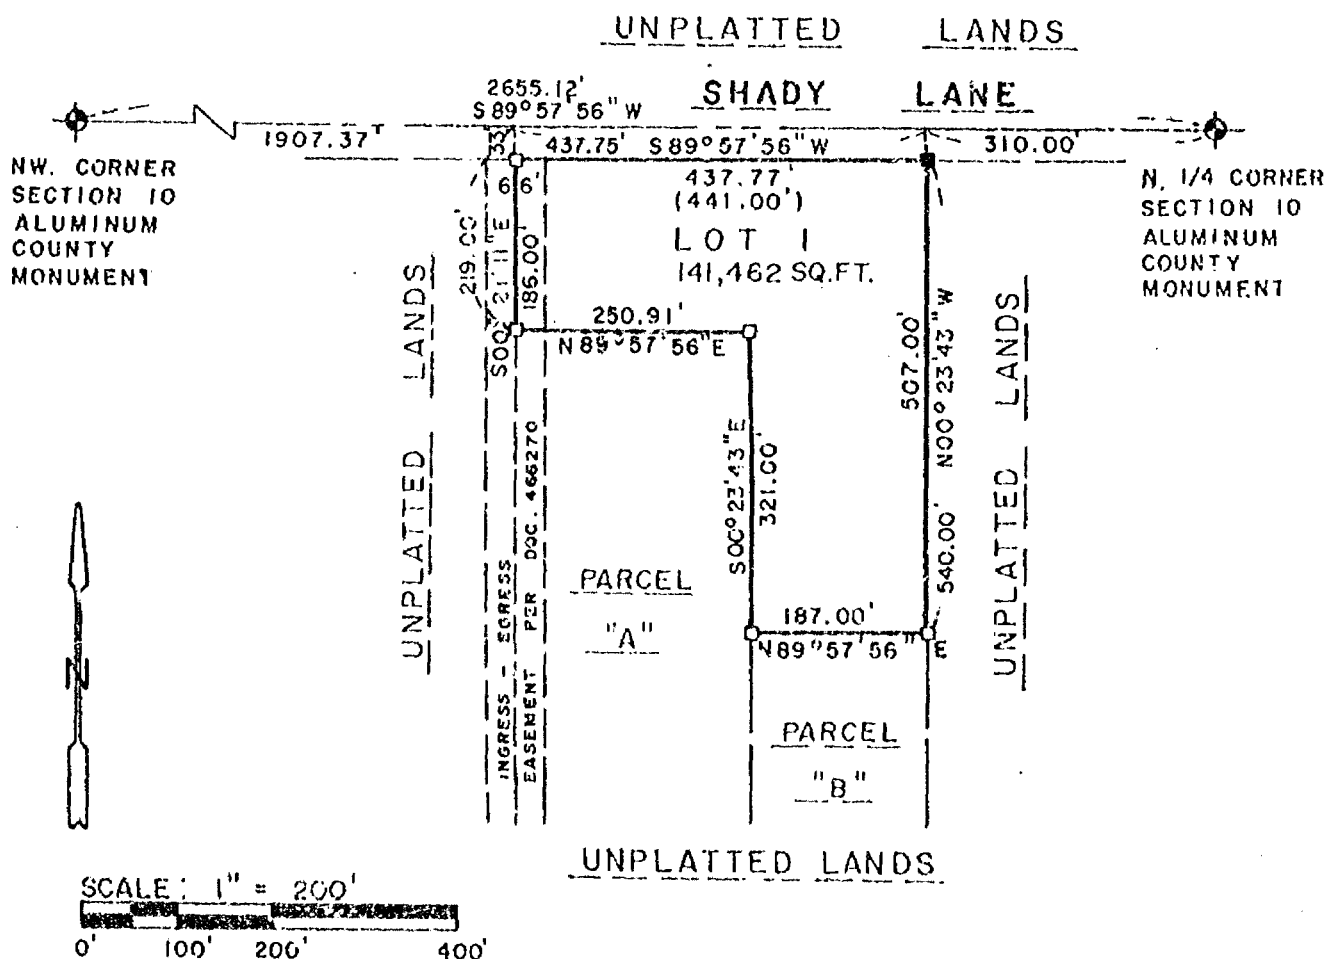 UNPLATTED LANDS
2655.12'
S89°57'56"W
SHADY LANE
1907.37'
33'
437.75' S89°57'56"W
310.00'
NW. CORNER
SECTION 10
ALUMINUM
COUNTY
MONUMENT
N. 1/4 CORNER
SECTION 10
ALUMINUM
COUNTY
MONUMENT
66'
437.77'
(441.00')
LOT 1
141,462 SQ.FT.
219.00'
S00°21'11"E
186.00'
250.91'
N89°57'56"E
UNPLATTED LANDS
507.00'
N00°23'43"W
540.00'
UNPLATTED LANDS
S00°23'43"E
321.00'
INGRESS - EGRESS
EASEMENT PER DOC. 466270
PARCEL
"A"
187.00'
N89°57'56"E
PARCEL
"B"
N
UNPLATTED LANDS
SCALE: 1" = 200'
0' 100' 200' 400'